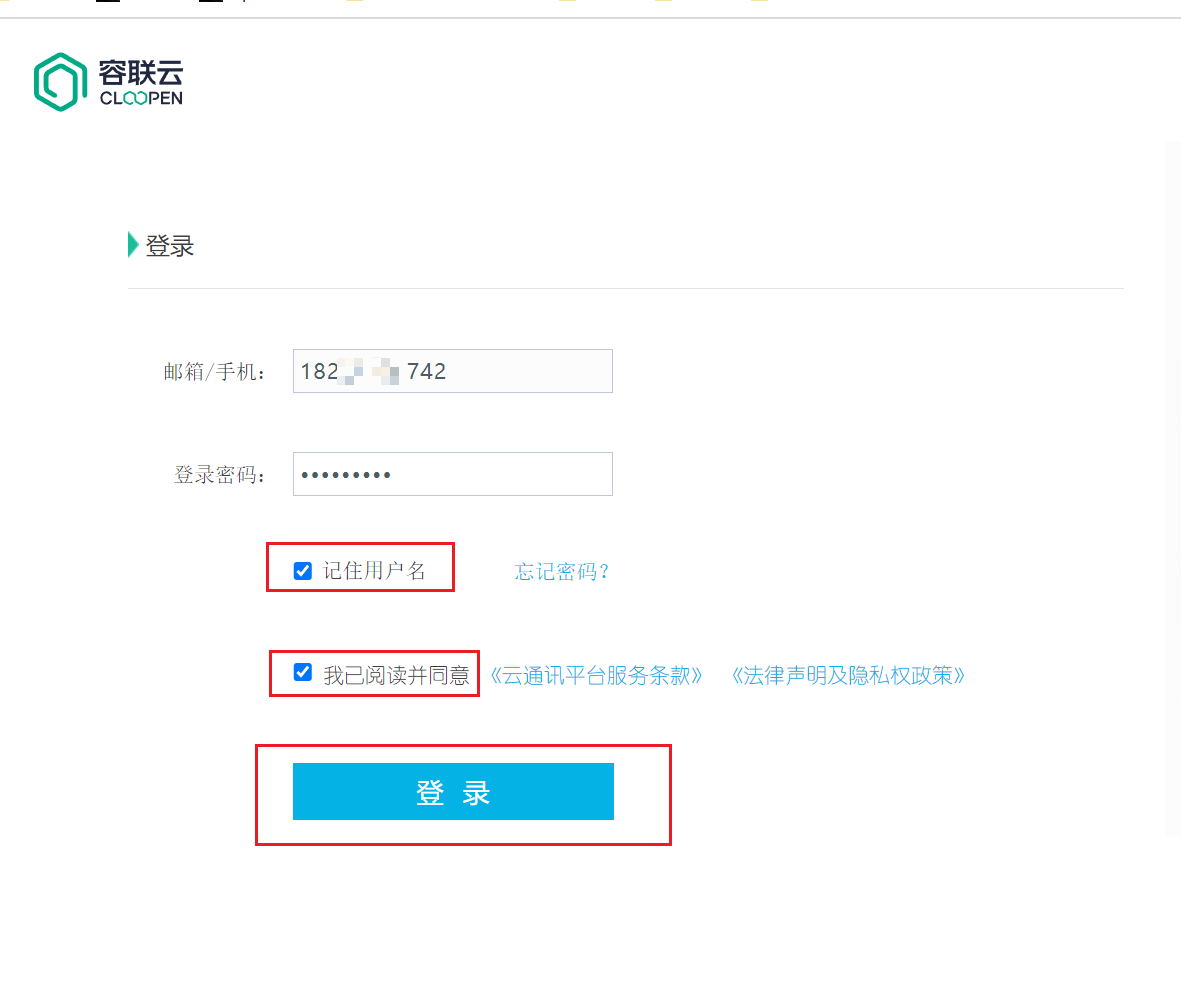 容联云
CLOOPEN
登录
邮箱/手机： 182 742
登录密码： •••••••••
记住用户名 忘记密码？
我已阅读并同意 《云通讯平台服务条款》 《法律声明及隐私权政策》
登 录